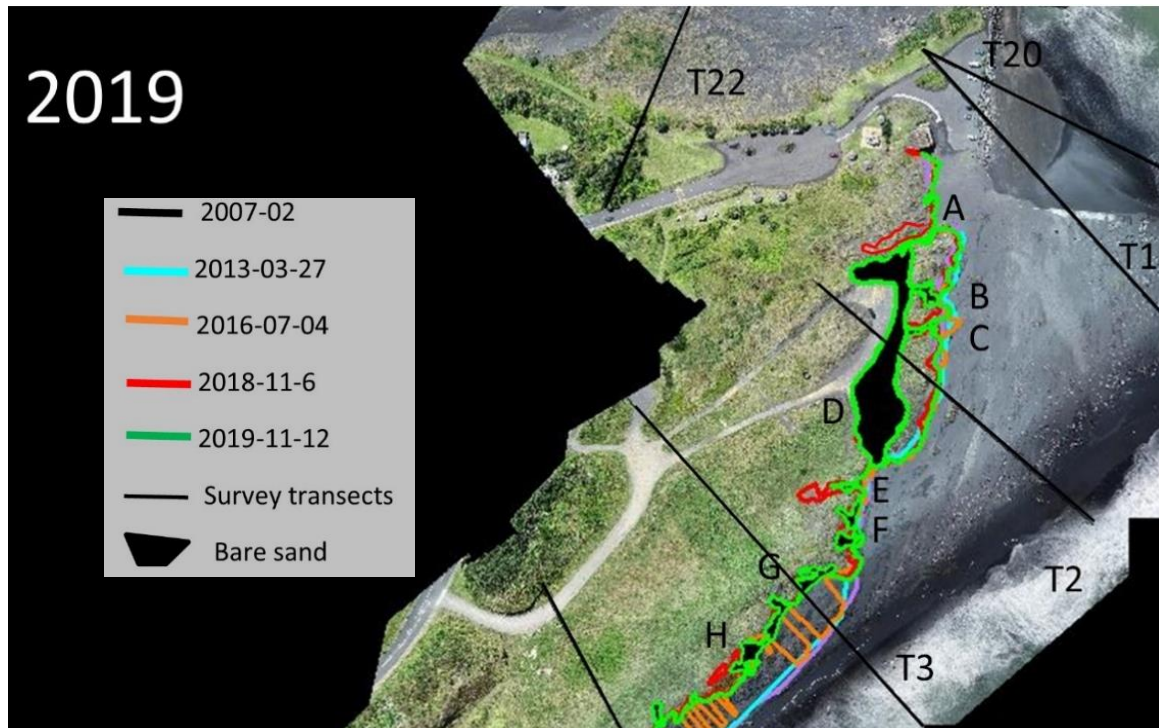 2019
2007-02
2013-03-27
2016-07-04
2018-11-6
2019-11-12
Survey transects
Bare sand
T22
T20
A
T1
B
C
D
E
F
T2
G
H
T3